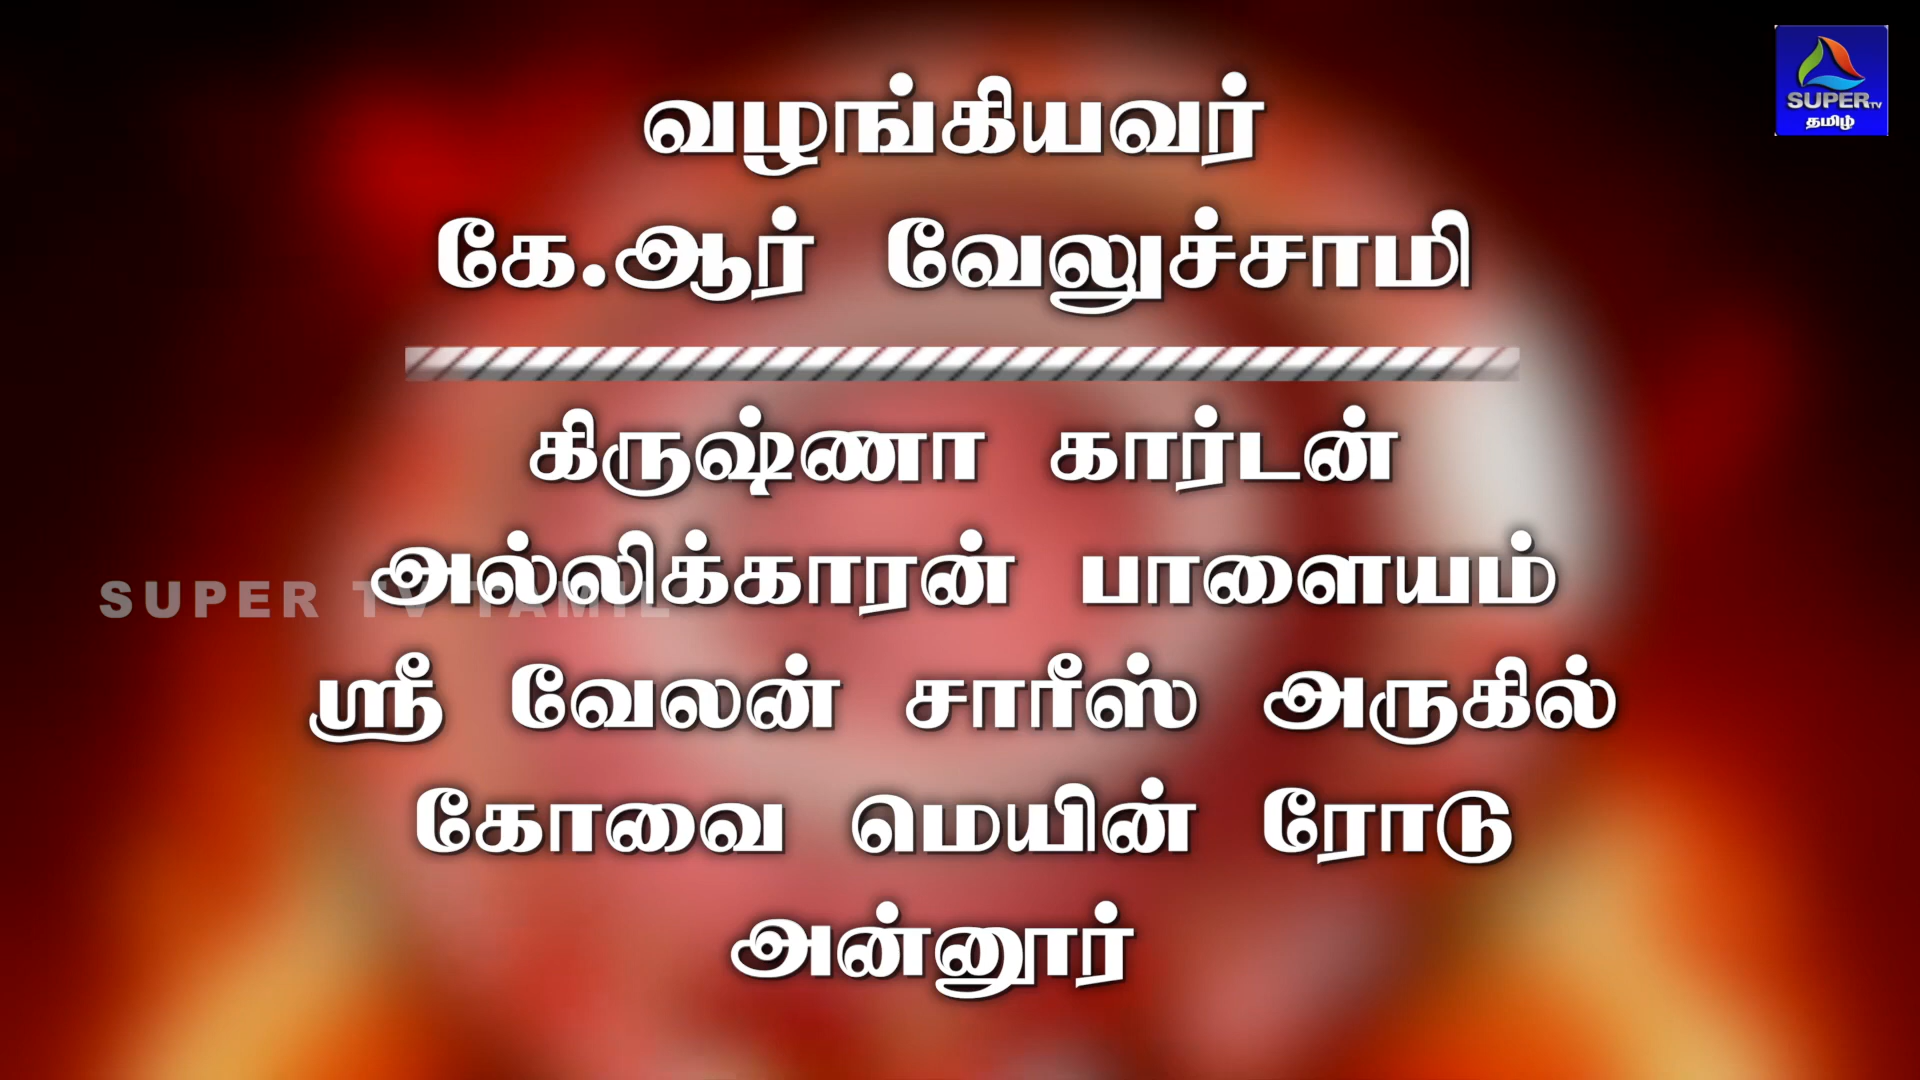 SUPER TV
தமிழ்
வழங்கியவர்
கே.ஆர் வேலுச்சாமி
கிருஷ்ணா கார்டன்
அல்லிக்காரன் பாளையம்
SUPER TV TAMIL
ஸ்ரீ வேலன் சாரீஸ் அருகில்
கோவை மெயின் ரோடு
அன்னூர்